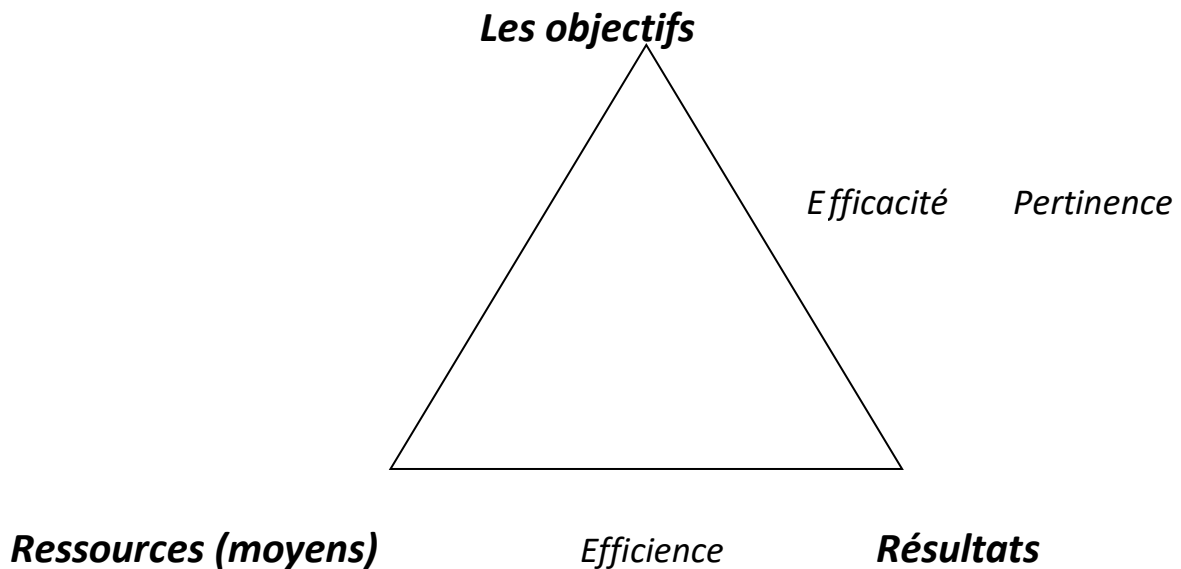 Les objectifs
Efficacité Pertinence
Ressources (moyens) Efficience Résultats